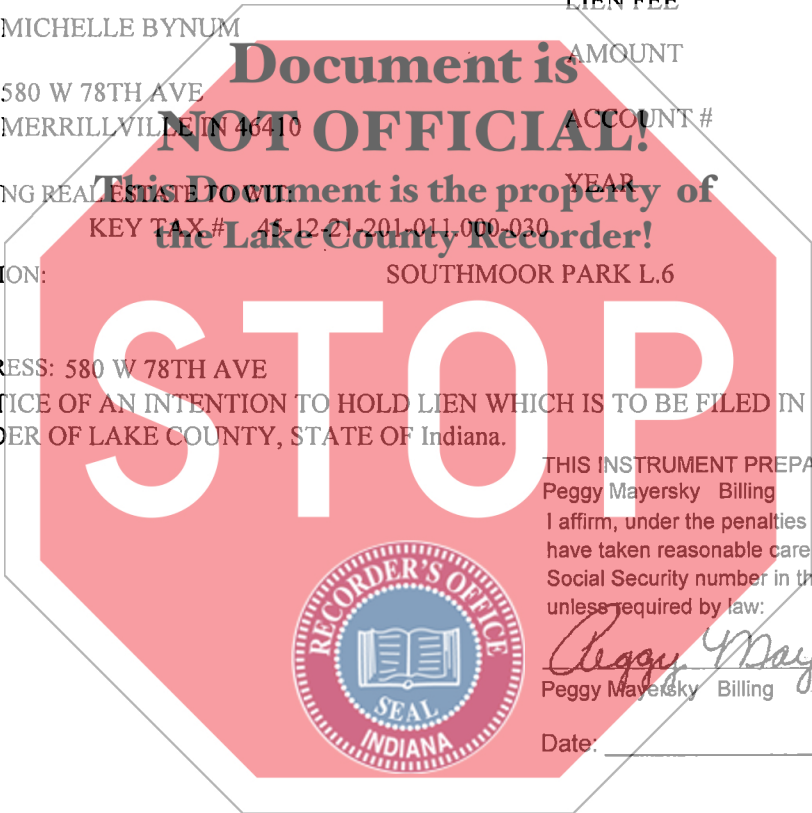 LIEN FEE
MICHELLE BYNUM
Document is
AMOUNT
580 W 78TH AVE
MERRILLVILLE IN 46410
NOT OFFICIAL!
ACCOUNT #
NG REAL ESTATE TO WIT:
YEAR
This Document is the property of
KEY TAX # 45-12-21-201-011.000-030
the Lake County Recorder!
ION:
SOUTHMOOR PARK L.6
STOP
RESS: 580 W 78TH AVE
TICE OF AN INTENTION TO HOLD LIEN WHICH IS TO BE FILED IN
DER OF LAKE COUNTY, STATE OF Indiana.
THIS INSTRUMENT PREPA
Peggy Mayersky Billing
I affirm, under the penalties
have taken reasonable care
Social Security number in th
unless required by law:
Peggy May
Peggy Mayersky Billing
Date:
RECORDER'S OFFICE
SEAL
INDIANA